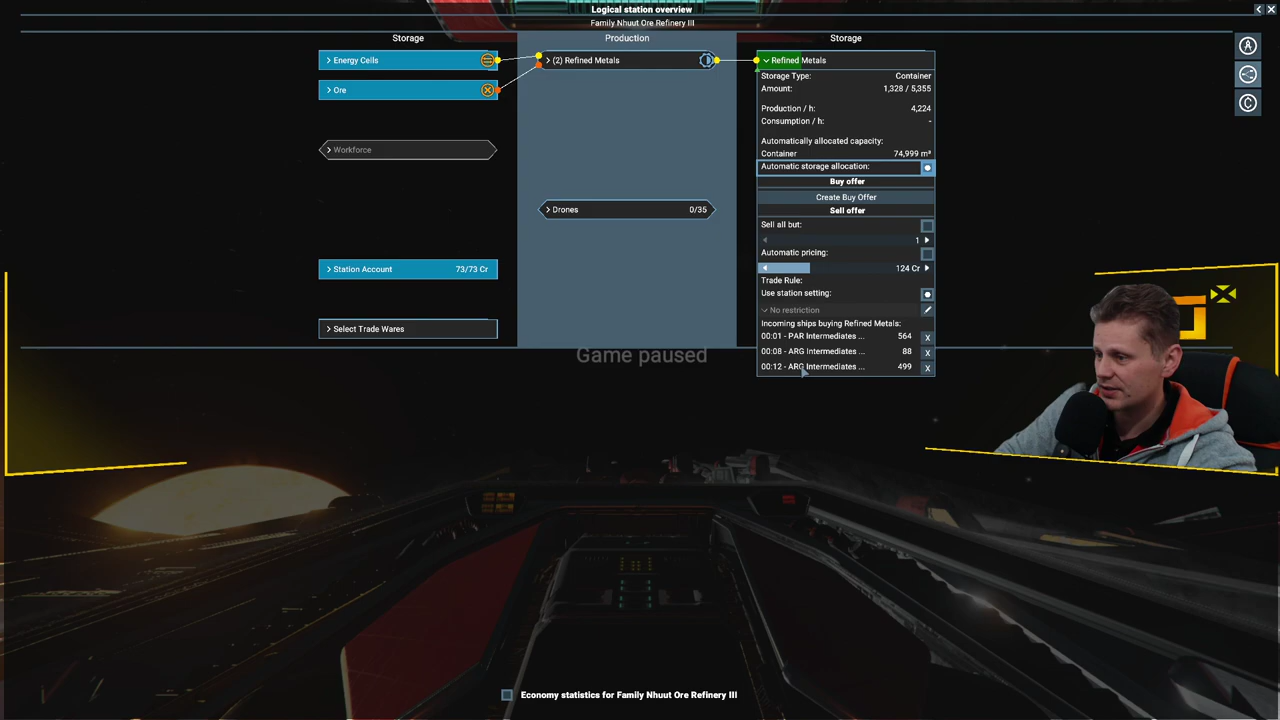 Logical station overview
Family Nhuut Ore Refinery III
Storage
Production
Storage
Energy Cells
Ore
Workforce
Station Account 73/73 Cr
Select Trade Wares
(2) Refined Metals
Drones 0/35
Refined Metals
Storage Type: Container
Amount: 1,328 / 5,355
Production / h: 4,224
Consumption / h: -
Automatically allocated capacity:
Container 74,999 m³
Automatic storage allocation:
Buy offer
Create Buy Offer
Sell offer
Sell all but:
1
Automatic pricing:
124 Cr
Trade Rule:
Use station setting:
No restriction
Incoming ships buying Refined Metals:
00:01 - PAR Intermediates ... 564 X
00:08 - ARG Intermediates ... 88 X
00:12 - ARG Intermediates ... 499 X
Game paused
Economy statistics for Family Nhuut Ore Refinery III